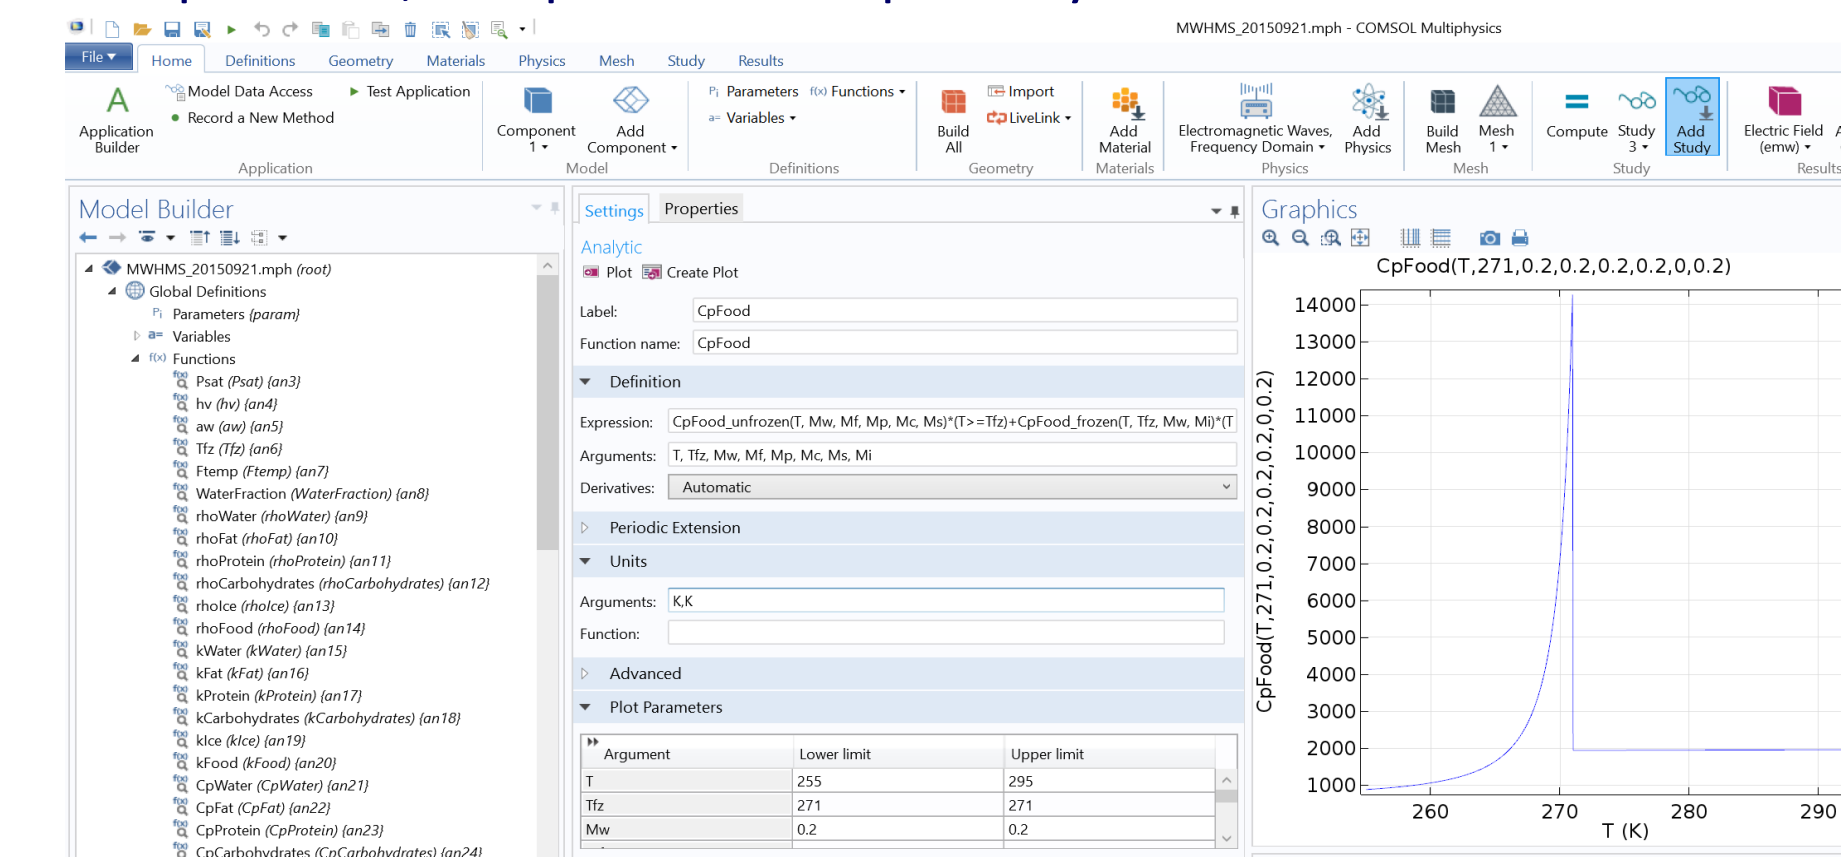 MWHMS_20150921.mph - COMSOL Multiphysics
File
Home
Definitions
Geometry
Materials
Physics
Mesh
Study
Results
Application
Builder
Model Data Access
Record a New Method
Test Application
Application
Component
1
Add
Component
Model
Pi Parameters
f(x) Functions
a= Variables
Definitions
Build
All
Import
LiveLink
Geometry
Add
Material
Materials
Electromagnetic Waves,
Frequency Domain
Add
Physics
Physics
Build
Mesh
Mesh
1
Mesh
Compute
Study
3
Add
Study
Study
Electric Field
(emw)
Results
Model Builder
MWHMS_20150921.mph (root)
Global Definitions
Pi Parameters {param}
a= Variables
f(x) Functions
Psat (Psat) {an3}
hv (hv) {an4}
aw (aw) {an5}
Tfz (Tfz) {an6}
Ftemp (Ftemp) {an7}
WaterFraction (WaterFraction) {an8}
rhoWater (rhoWater) {an9}
rhoFat (rhoFat) {an10}
rhoProtein (rhoProtein) {an11}
rhoCarbohydrates (rhoCarbohydrates) {an12}
rhoIce (rhoIce) {an13}
rhoFood (rhoFood) {an14}
kWater (kWater) {an15}
kFat (kFat) {an16}
kProtein (kProtein) {an17}
kCarbohydrates (kCarbohydrates) {an18}
kIce (kIce) {an19}
kFood (kFood) {an20}
CpWater (CpWater) {an21}
CpFat (CpFat) {an22}
CpProtein (CpProtein) {an23}
CpCarbohydrates (CpCarbohydrates) {an24}
Settings
Properties
Analytic
Plot
Create Plot
Label:
CpFood
Function name:
CpFood
Definition
Expression:
CpFood_unfrozen(T, Mw, Mf, Mp, Mc, Ms)*(T>=Tfz)+CpFood_frozen(T, Tfz, Mw, Mi)*(T
Arguments:
T, Tfz, Mw, Mf, Mp, Mc, Ms, Mi
Derivatives:
Automatic
Periodic Extension
Units
Arguments:
K,K
Function:
Advanced
Plot Parameters
Argument
Lower limit
Upper limit
T
255
295
Tfz
271
271
Mw
0.2
0.2
Graphics
CpFood(T,271,0.2,0.2,0.2,0.2,0,0.2)
CpFood(T,271,0.2,0.2,0.2,0.2,0,0.2)
14000
13000
12000
11000
10000
9000
8000
7000
6000
5000
4000
3000
2000
1000
260
270
280
290
T (K)